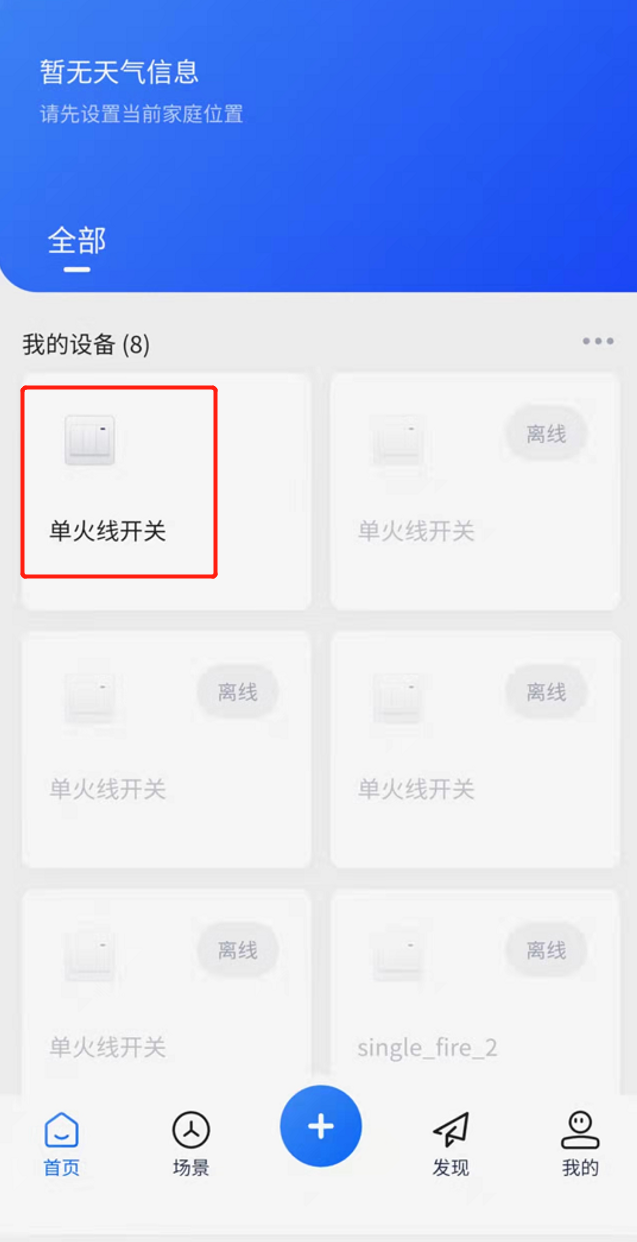 暂无天气信息
请先设置当前家庭位置
全部
我的设备 (8)
单火线开关
离线
单火线开关
离线
单火线开关
离线
单火线开关
离线
单火线开关
离线
single_fire_2
首页
场景
发现
我的